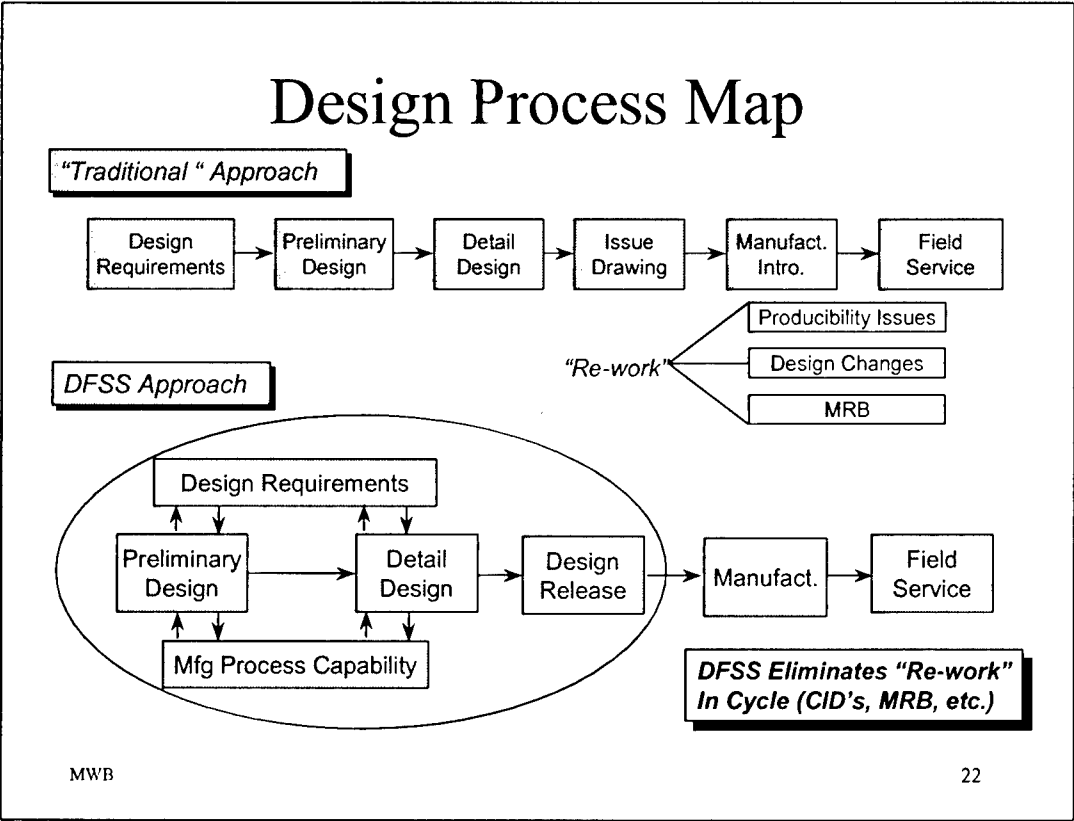 Design Process Map
"Traditional " Approach
Design
Requirements
Preliminary
Design
Detail
Design
Issue
Drawing
Manufact.
Intro.
Field
Service
"Re-work"
Producibility Issues
Design Changes
MRB
DFSS Approach
Design Requirements
Preliminary
Design
Detail
Design
Design
Release
Manufact.
Field
Service
Mfg Process Capability
DFSS Eliminates "Re-work"
In Cycle (CID's, MRB, etc.)
MWB
22